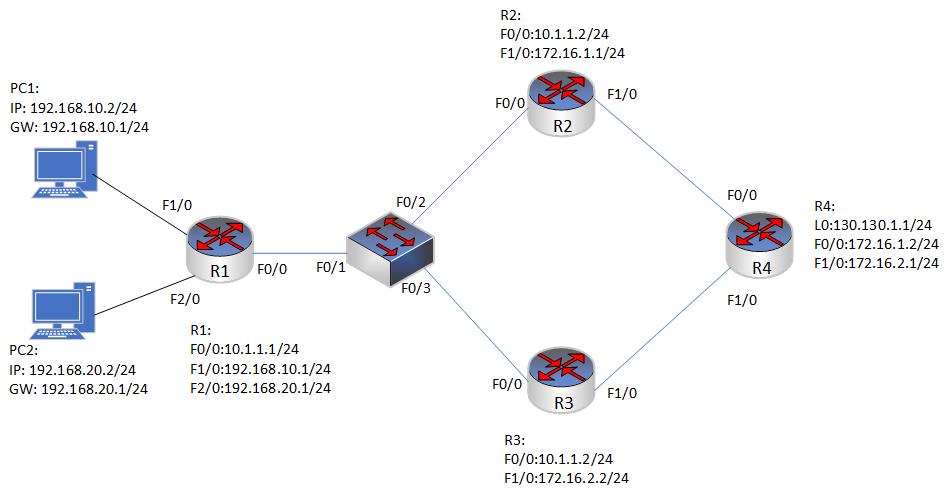 R2:
F0/0:10.1.1.2/24
F1/0:172.16.1.1/24
PC1:
IP: 192.168.10.2/24
GW: 192.168.10.1/24
F0/0
F1/0
R2
F1/0
F0/2
F0/0
R4:
L0:130.130.1.1/24
F0/0:172.16.1.2/24
F1/0:172.16.2.1/24
R1
F0/0
F0/1
R4
F0/3
F2/0
F1/0
R1:
F0/0:10.1.1.1/24
F1/0:192.168.10.1/24
F2/0:192.168.20.1/24
PC2:
IP: 192.168.20.2/24
GW: 192.168.20.1/24
F0/0
F1/0
R3
R3:
F0/0:10.1.1.2/24
F1/0:172.16.2.2/24